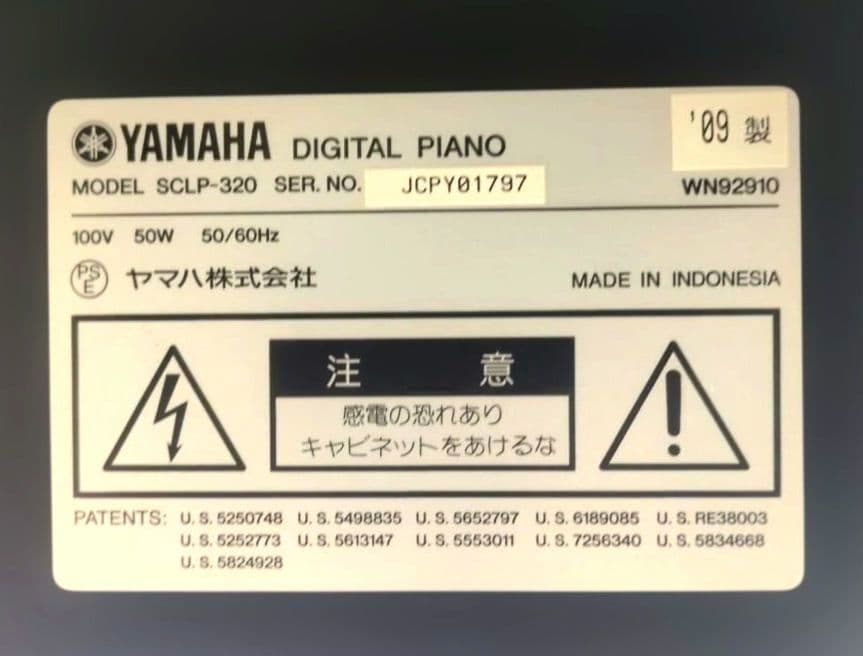 YAMAHA DIGITAL PIANO
'09 製
MODEL SCLP-320 SER. NO. JCPY01797 WN92910
100V 50W 50/60Hz
PSE ヤマハ株式会社 MADE IN INDONESIA
注意
感電の恐れあり
キャビネットをあけるな
PATENTS: U. S. 5250748 U. S. 5498835 U. S. 5652797 U. S. 6189085 U. S. RE38003
U. S. 5252773 U. S. 5613147 U. S. 5553011 U. S. 7256340 U. S. 5834668
U. S. 5824928